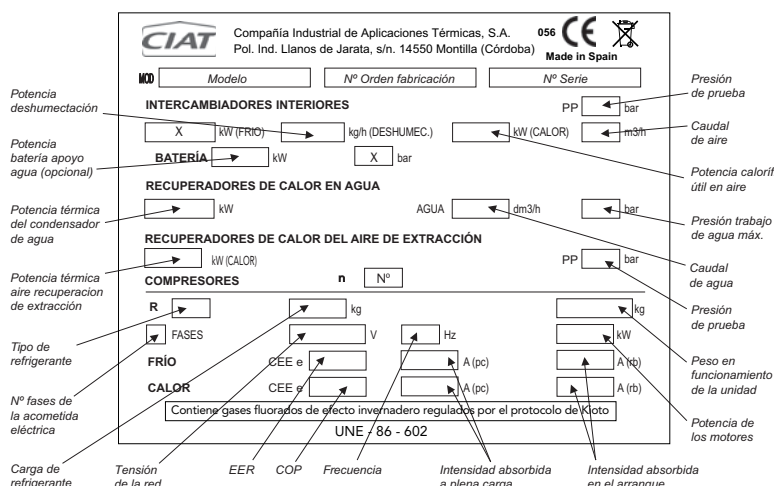 CIAT
Compañía Industrial de Aplicaciones Térmicas, S.A.
Pol. Ind. Llanos de Jarata, s/n. 14550 Montilla (Córdoba)
056 CE
Made in Spain
MOD Modelo Nº Orden fabricación Nº Serie
INTERCAMBIADORES INTERIORES PP bar
X kW (FRIO) kg/h (DESHUMEC.) kW (CALOR) m3/h
BATERÍA kW X bar
RECUPERADORES DE CALOR EN AGUA
kW AGUA dm3/h bar
RECUPERADORES DE CALOR DEL AIRE DE EXTRACCIÓN
kW (CALOR) PP bar
COMPRESORES n Nº
R kg kg
FASES V Hz kW
FRÍO CEE e A (pc) A (rb)
CALOR CEE e A (pc) A (rb)
Contiene gases fluorados de efecto invernadero regulados por el protocolo de Kioto
UNE - 86 - 602
Potencia
deshumectación
Potencia
batería apoyo
agua (opcional)
Potencia térmica
del condensador
de agua
Potencia térmica
aire recuperacion
de extracción
Tipo de
refrigerante
Nº fases de
la acometida
eléctrica
Carga de
refrigerante
Tensión
de la red
EER
COP
Frecuencia
Intensidad absorbida
a plena carga
Intensidad absorbida
en el arranque
Presión
de prueba
Caudal
de aire
Potencia caloríf
útil en aire
Presión trabajo
de agua máx.
Caudal
de agua
Presión
de prueba
Peso en
funcionamiento
de la unidad
Potencia de
los motores